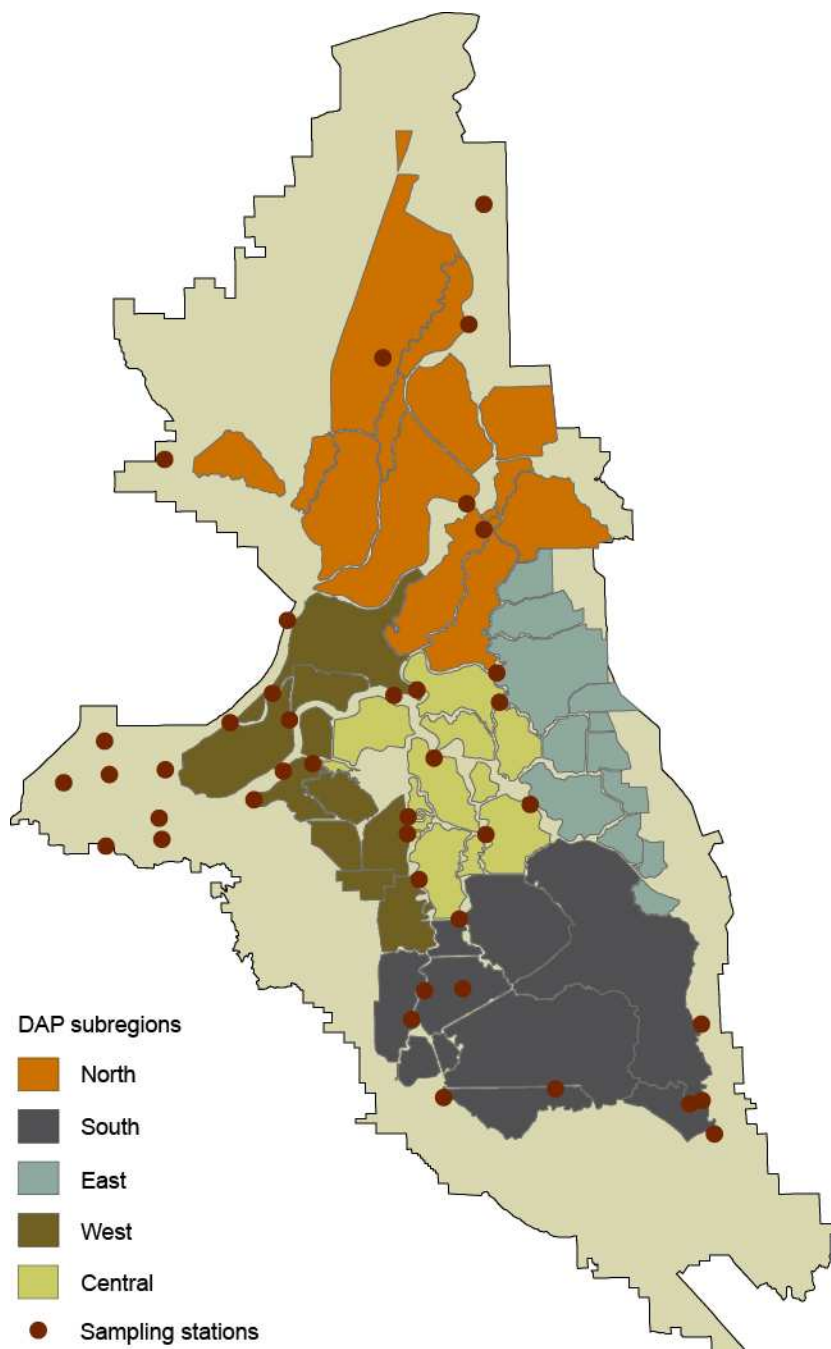 DAP subregions
North
South
East
West
Central
Sampling stations